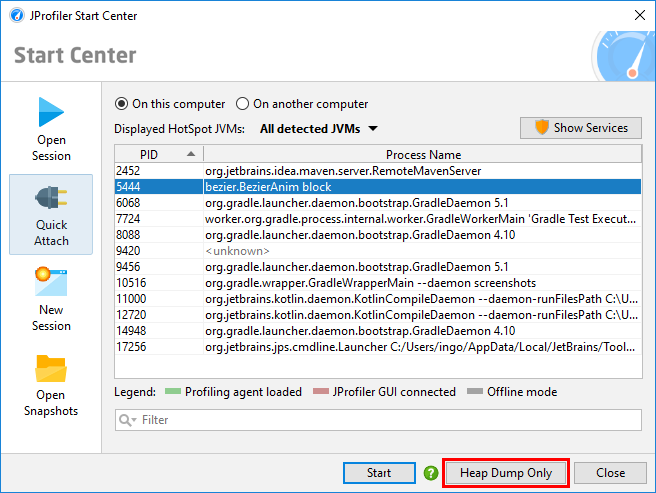 JProfiler Start Center
Start Center
Open
Session
Quick
Attach
New
Session
Open
Snapshots
On this computer On another computer
Displayed HotSpot JVMs: All detected JVMs Show Services
PID Process Name
2452 org.jetbrains.idea.maven.server.RemoteMavenServer
5444 bezier.BezierAnim block
6068 org.gradle.launcher.daemon.bootstrap.GradleDaemon 5.1
7724 worker.org.gradle.process.internal.worker.GradleWorkerMain 'Gradle Test Execut...
8088 org.gradle.launcher.daemon.bootstrap.GradleDaemon 4.10
9420 <unknown>
9456 org.gradle.launcher.daemon.bootstrap.GradleDaemon 5.1
10516 org.gradle.wrapper.GradleWrapperMain --daemon screenshots
11000 org.jetbrains.kotlin.daemon.KotlinCompileDaemon --daemon-runFilesPath C:\U...
12720 org.jetbrains.kotlin.daemon.KotlinCompileDaemon --daemon-runFilesPath C:\U...
14948 org.gradle.launcher.daemon.bootstrap.GradleDaemon 4.10
17256 org.jetbrains.jps.cmdline.Launcher C:/Users/ingo/AppData/Local/JetBrains/Tool...
Legend: Profiling agent loaded JProfiler GUI connected Offline mode
Filter
Start ? Heap Dump Only Close